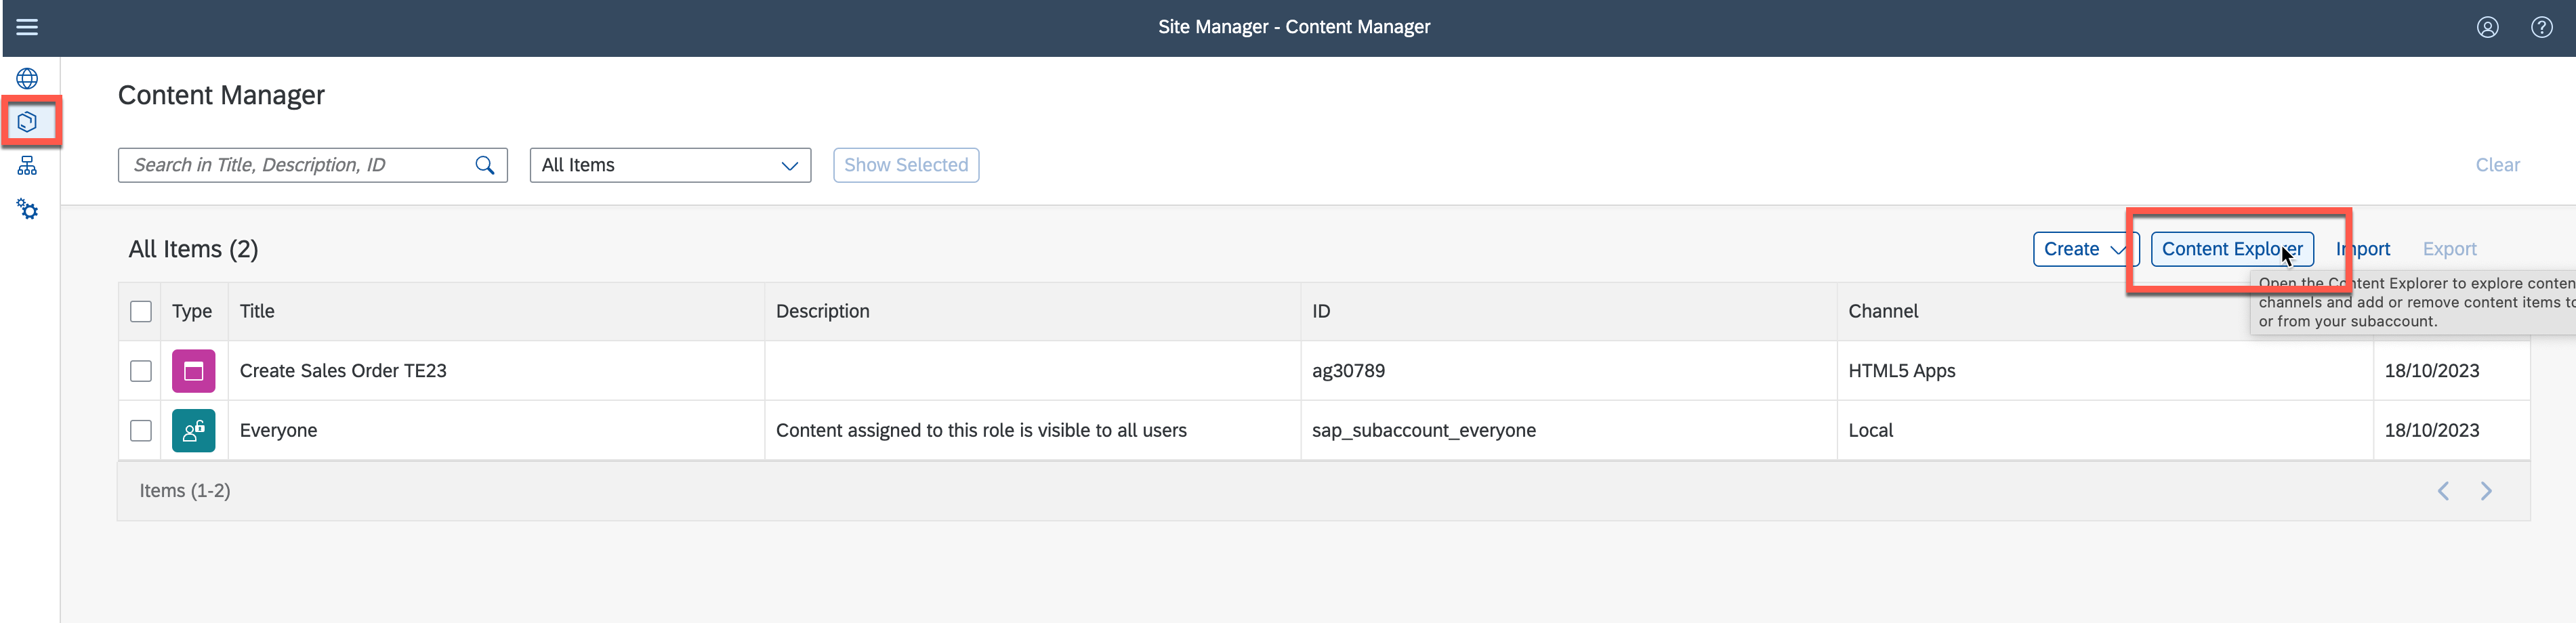 Site Manager - Content Manager
Content Manager
Search in Title, Description, ID
All Items
Show Selected
Clear
All Items (2)
Create
Content Explorer
Import
Export
Open the Content Explorer to explore conten
channels and add or remove content items to
or from your subaccount.
Type
Title
Description
ID
Channel
Create Sales Order TE23
ag30789
HTML5 Apps
18/10/2023
Everyone
Content assigned to this role is visible to all users
sap_subaccount_everyone
Local
18/10/2023
Items (1-2)